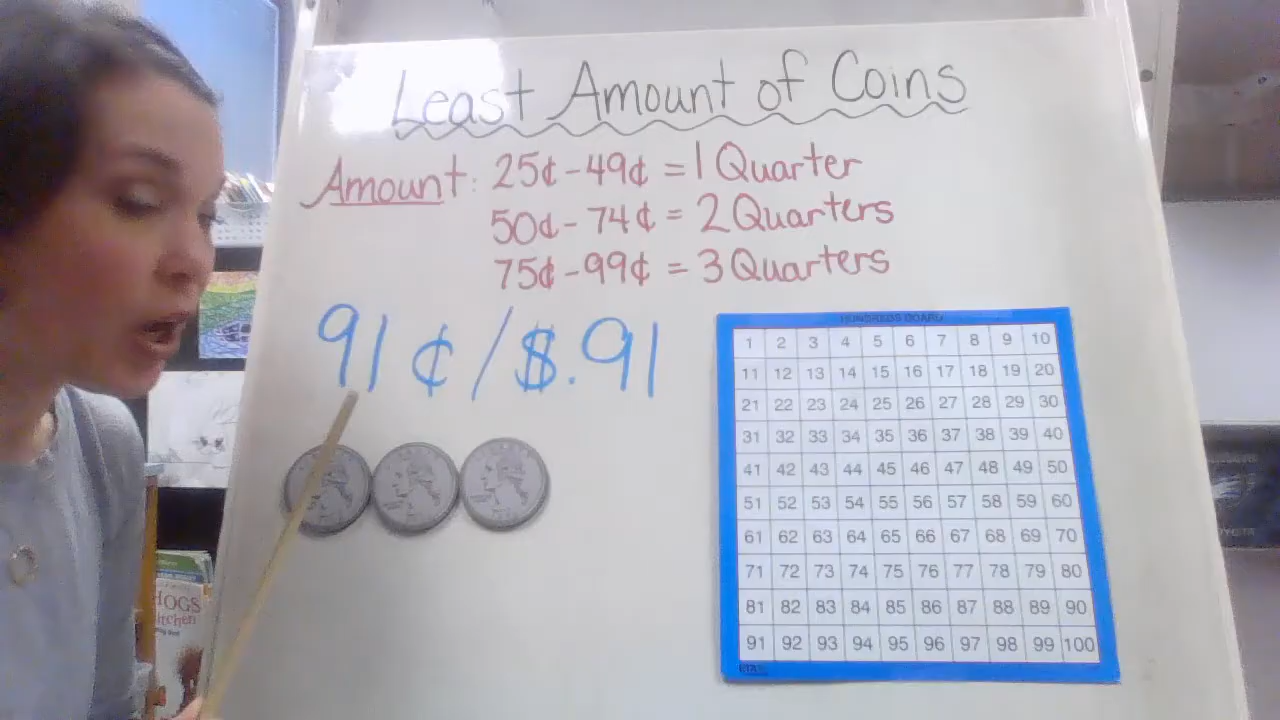 Least Amount of Coins
Amount: 25¢ - 49¢ = 1 Quarter
50¢ - 74¢ = 2 Quarters
75¢ - 99¢ = 3 Quarters
91¢ / $.91
HUNDREDS BOARD
1 2 3 4 5 6 7 8 9 10
11 12 13 14 15 16 17 18 19 20
21 22 23 24 25 26 27 28 29 30
31 32 33 34 35 36 37 38 39 40
41 42 43 44 45 46 47 48 49 50
51 52 53 54 55 56 57 58 59 60
61 62 63 64 65 66 67 68 69 70
71 72 73 74 75 76 77 78 79 80
81 82 83 84 85 86 87 88 89 90
91 92 93 94 95 96 97 98 99 100
HOGS